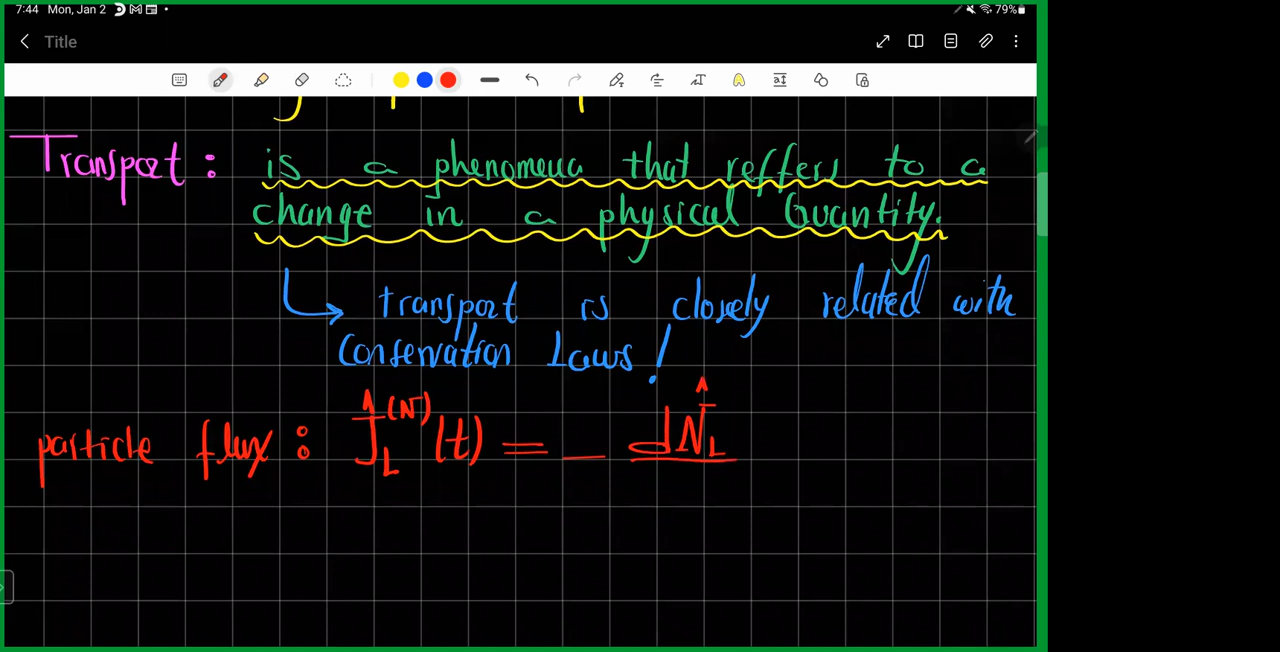 7:44 Mon, Jan 2 79%
Title
Transport : is a phenomena that reffers to a
change in a physical Quantity.
↳ transport is closely related with
Conservation Laws !
particle flux : Ĵ_L^(N) (t) = - dN̂_L